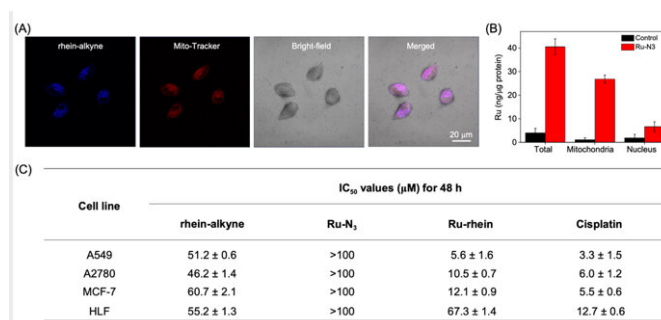 (A)
rhein-alkyne Mito-Tracker Bright-field Merged
20 μm
(B)
Control
Ru-N3
Ru (ng/μg protein)
40
30
20
10
0
Total Mitochondria Nucleus
(C)
Cell line IC50 values (μM) for 48 h
rhein-alkyne Ru-N3 Ru-rhein Cisplatin
A549 51.2 ± 0.6 >100 5.6 ± 1.6 3.3 ± 1.5
A2780 46.2 ± 1.4 >100 10.5 ± 0.7 6.0 ± 1.2
MCF-7 60.7 ± 2.1 >100 12.1 ± 0.9 5.5 ± 0.6
HLF 55.2 ± 1.3 >100 67.3 ± 1.4 12.7 ± 0.6